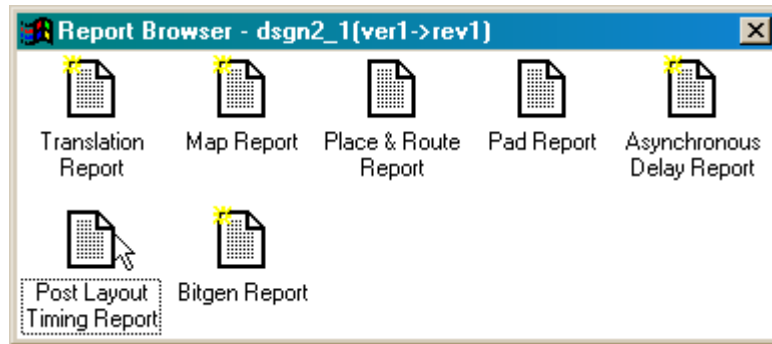 Report Browser - dsgn2_1(ver1->rev1)
Translation
Report
Map Report
Place & Route
Report
Pad Report
Asynchronous
Delay Report
Post Layout
Timing Report
Bitgen Report